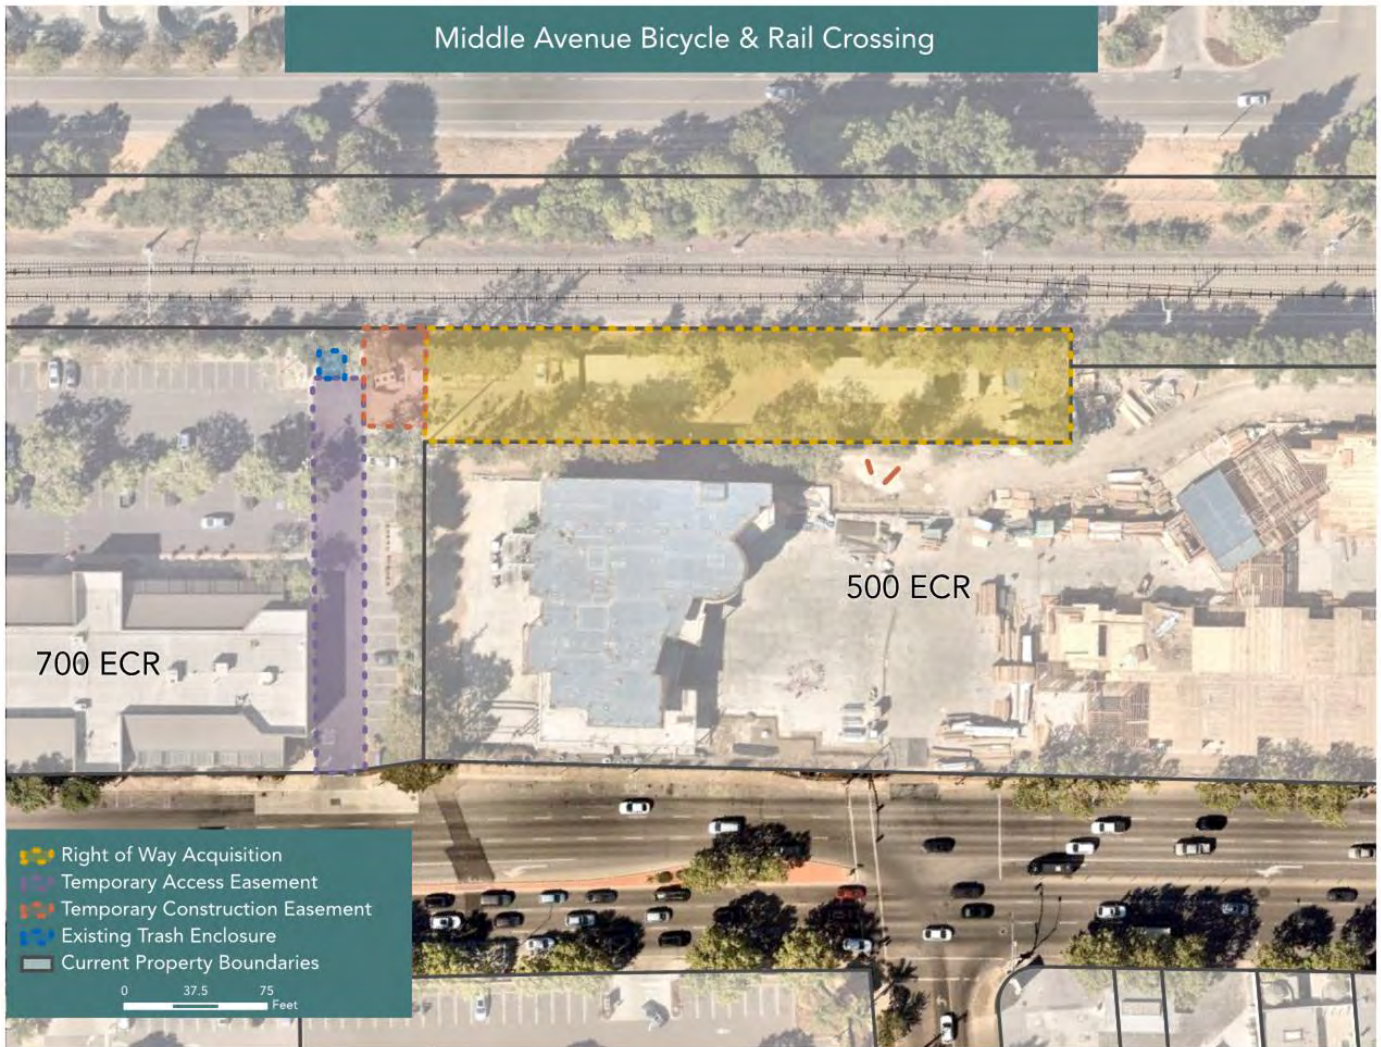 Middle Avenue Bicycle & Rail Crossing
500 ECR
700 ECR
Right of Way Acquisition
Temporary Access Easement
Temporary Construction Easement
Existing Trash Enclosure
Current Property Boundaries
0 37.5 75
Feet